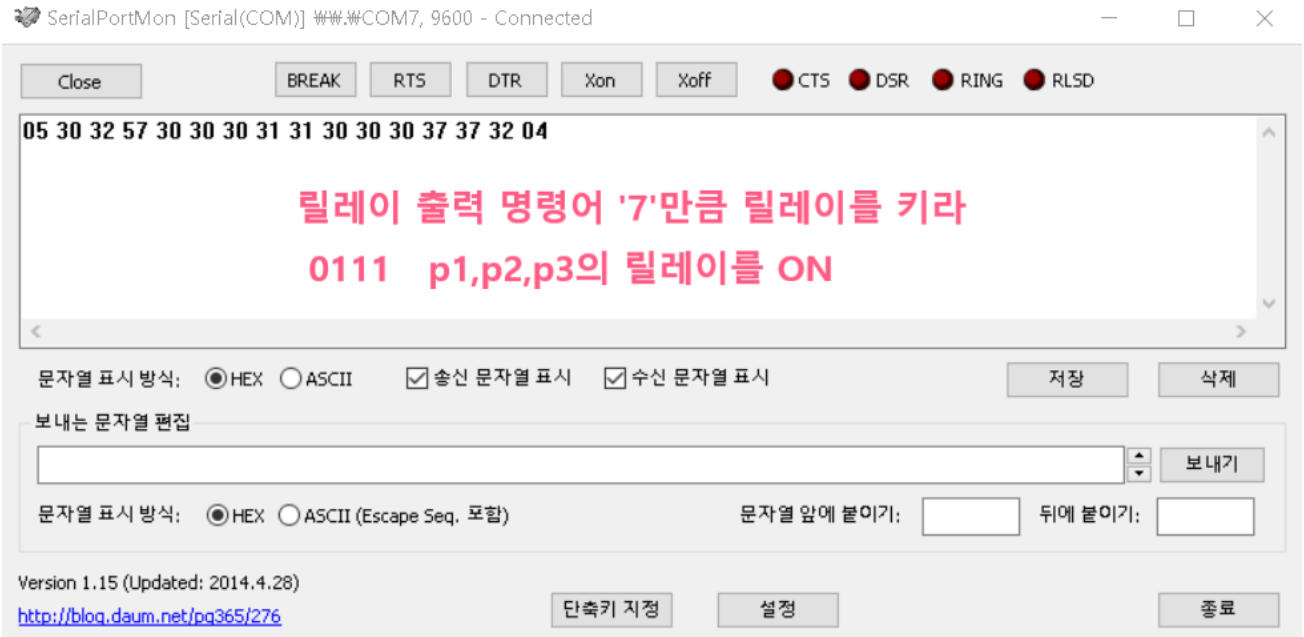 SerialPortMon [Serial(COM)] ₩₩.₩COM7, 9600 - Connected
Close BREAK RTS DTR Xon Xoff CTS DSR RING RLSD
05 30 32 57 30 30 30 31 31 30 30 30 37 37 32 04
릴레이 출력 명령어 '7'만큼 릴레이를 키라
0111 p1,p2,p3의 릴레이를 ON
문자열 표시 방식: HEX ASCII 송신 문자열 표시 수신 문자열 표시 저장 삭제
보내는 문자열 편집
보내기
문자열 표시 방식: HEX ASCII (Escape Seq. 포함) 문자열 앞에 붙이기: 뒤에 붙이기:
Version 1.15 (Updated: 2014.4.28)
http://blog.daum.net/pg365/276 단축키 지정 설정 종료